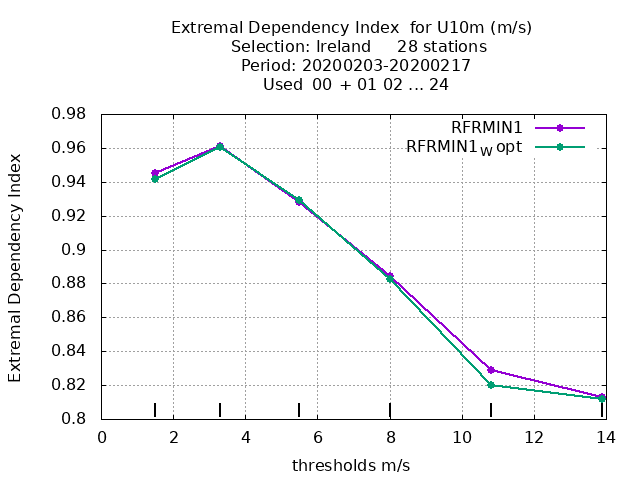 Extremal Dependency Index for U10m (m/s)
Selection: Ireland 28 stations
Period: 20200203-20200217
Used 00 + 01 02 ... 24
RFRMIN1
RFRMIN1W opt
Extremal Dependency Index
0.98
0.96
0.94
0.92
0.9
0.88
0.86
0.84
0.82
0.8
0 2 4 6 8 10 12 14
thresholds m/s